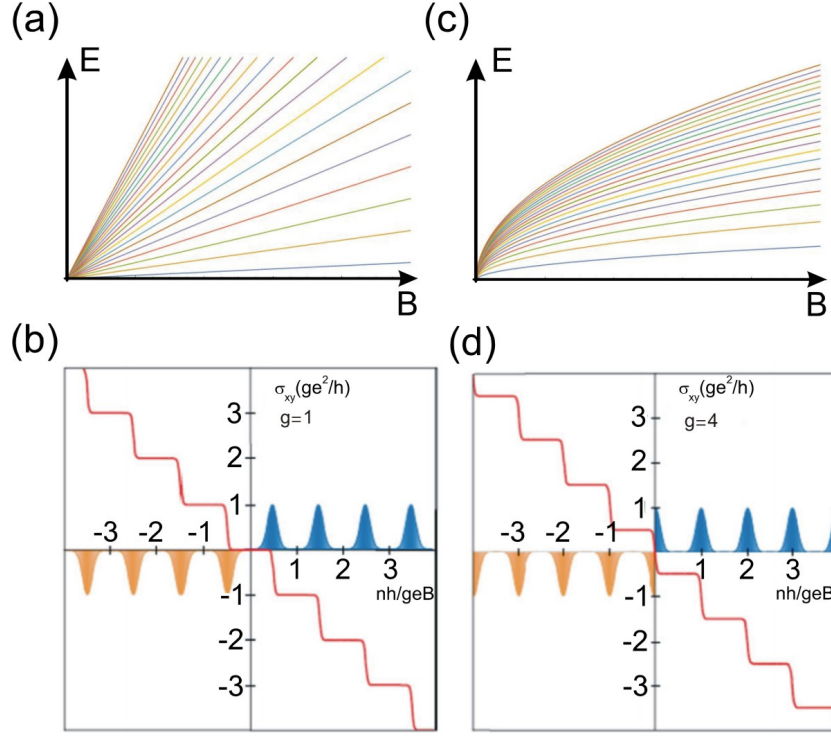 (a)
E
B
(c)
E
B
(b)
σxy(ge²/h)
g=1
3
2
1
-3 -2 -1
1 2 3
nh/geB
-1
-2
-3
(d)
σxy(ge²/h)
g=4
3
2
1
-3 -2 -1
1 2 3
nh/geB
-1
-2
-3